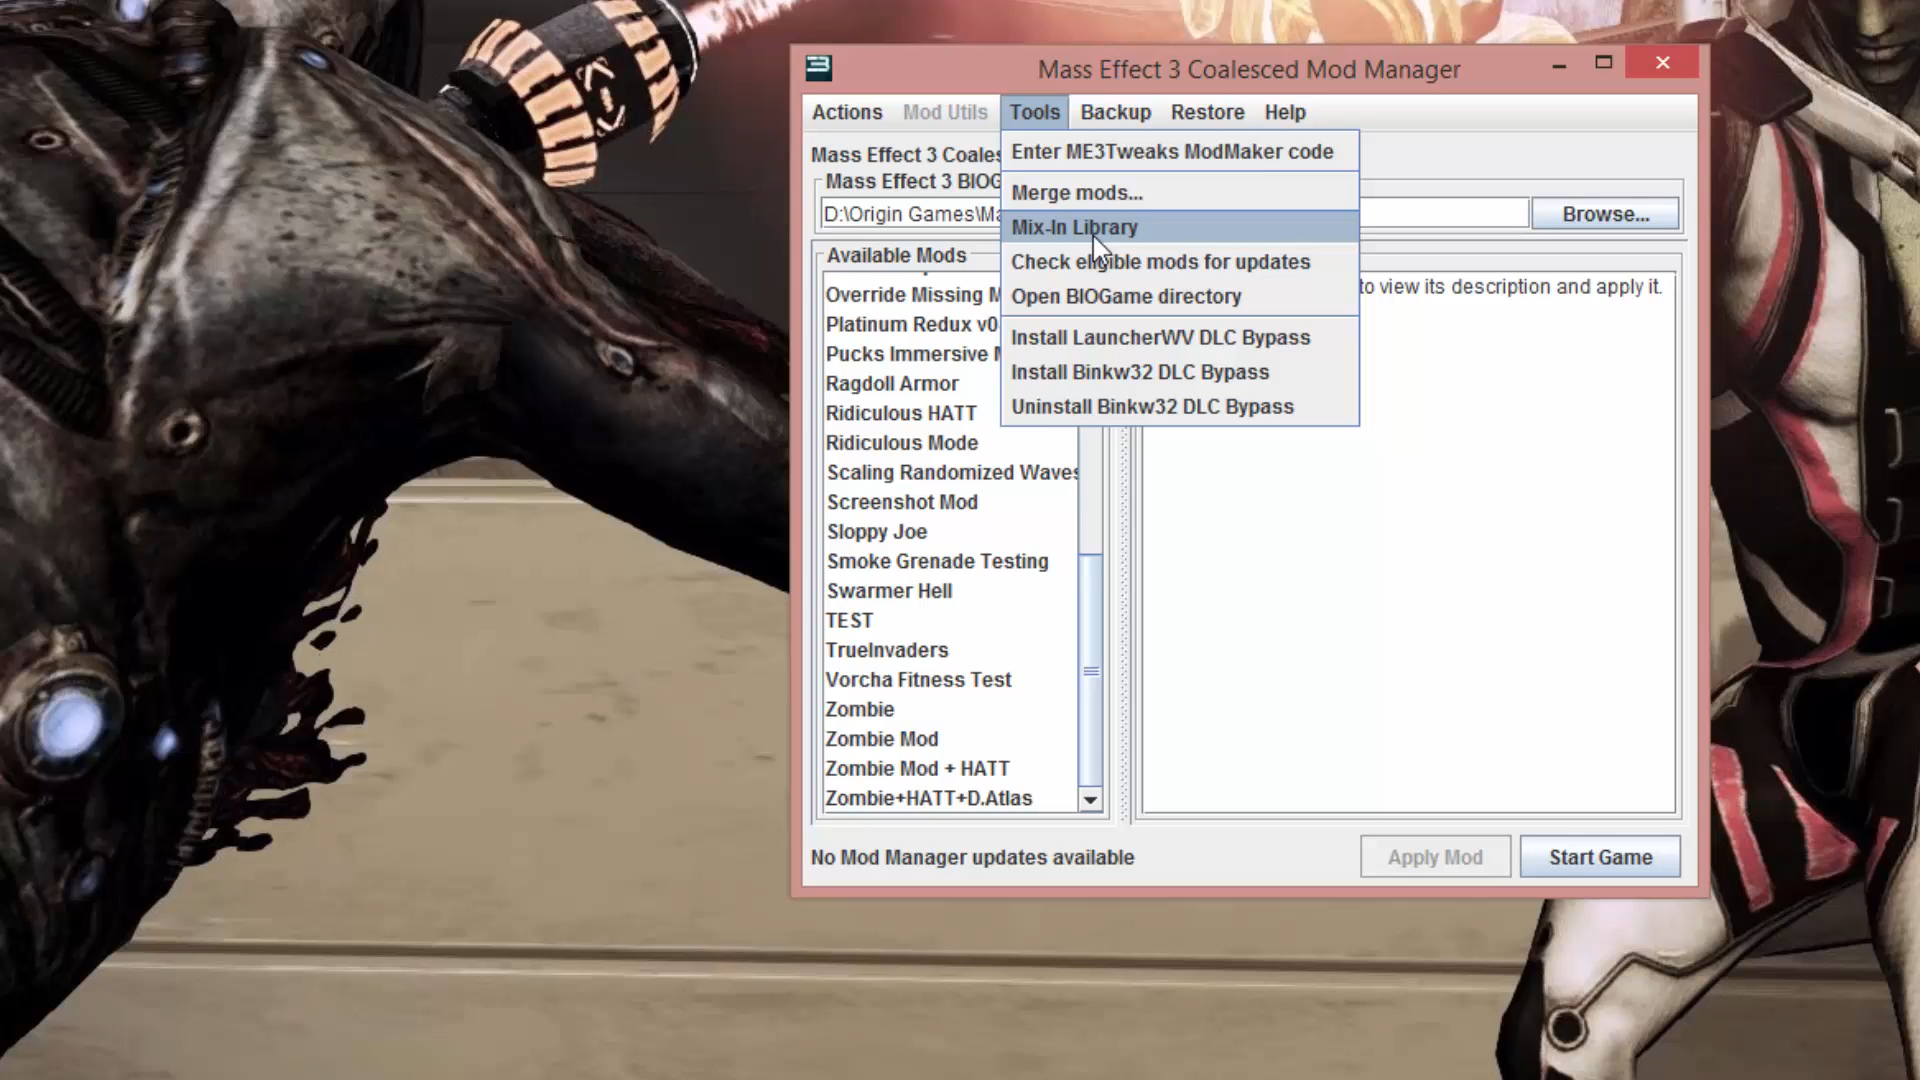 Mass Effect 3 Coalesced Mod Manager
Actions Mod Utils Tools Backup Restore Help
Enter ME3Tweaks ModMaker code
Merge mods...
Mix-In Library
Check eligible mods for updates
Open BIOGame directory
Install LauncherWV DLC Bypass
Install Binkw32 DLC Bypass
Uninstall Binkw32 DLC Bypass
Mass Effect 3 Coales
Mass Effect 3 BIOG
D:\Origin Games\Ma
Browse...
Available Mods
Override Missing M
Platinum Redux v0
Pucks Immersive M
Ragdoll Armor
Ridiculous HATT
Ridiculous Mode
Scaling Randomized Waves
Screenshot Mod
Sloppy Joe
Smoke Grenade Testing
Swarmer Hell
TEST
TrueInvaders
Vorcha Fitness Test
Zombie
Zombie Mod
Zombie Mod + HATT
Zombie+HATT+D.Atlas
to view its description and apply it.
No Mod Manager updates available
Apply Mod
Start Game